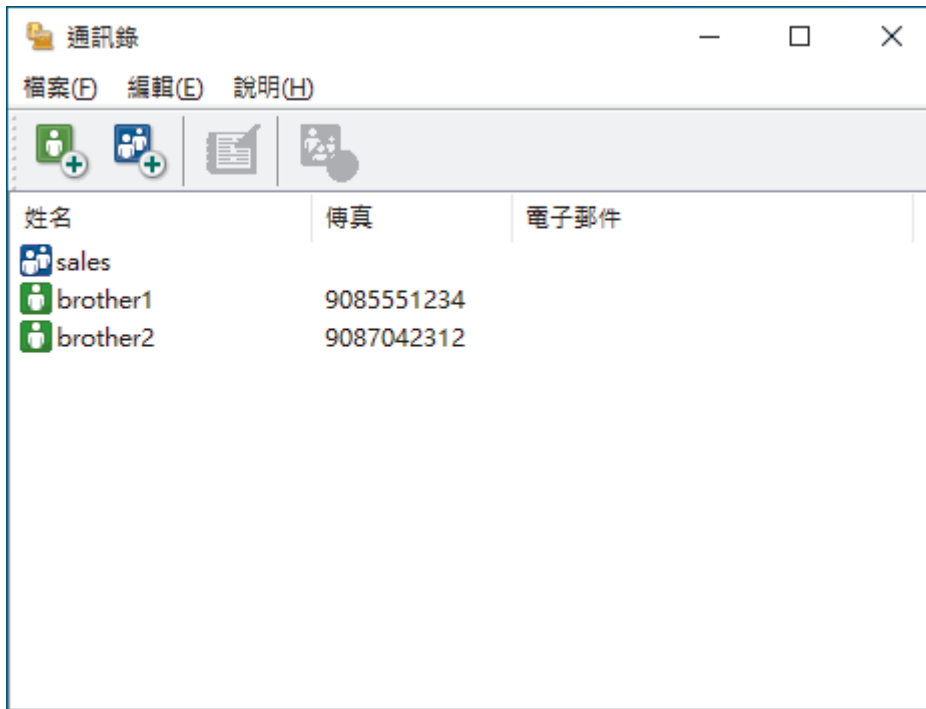 通訊錄
檔案(F) 編輯(E) 說明(H)
姓名 傳真 電子郵件
sales
brother1 9085551234
brother2 9087042312